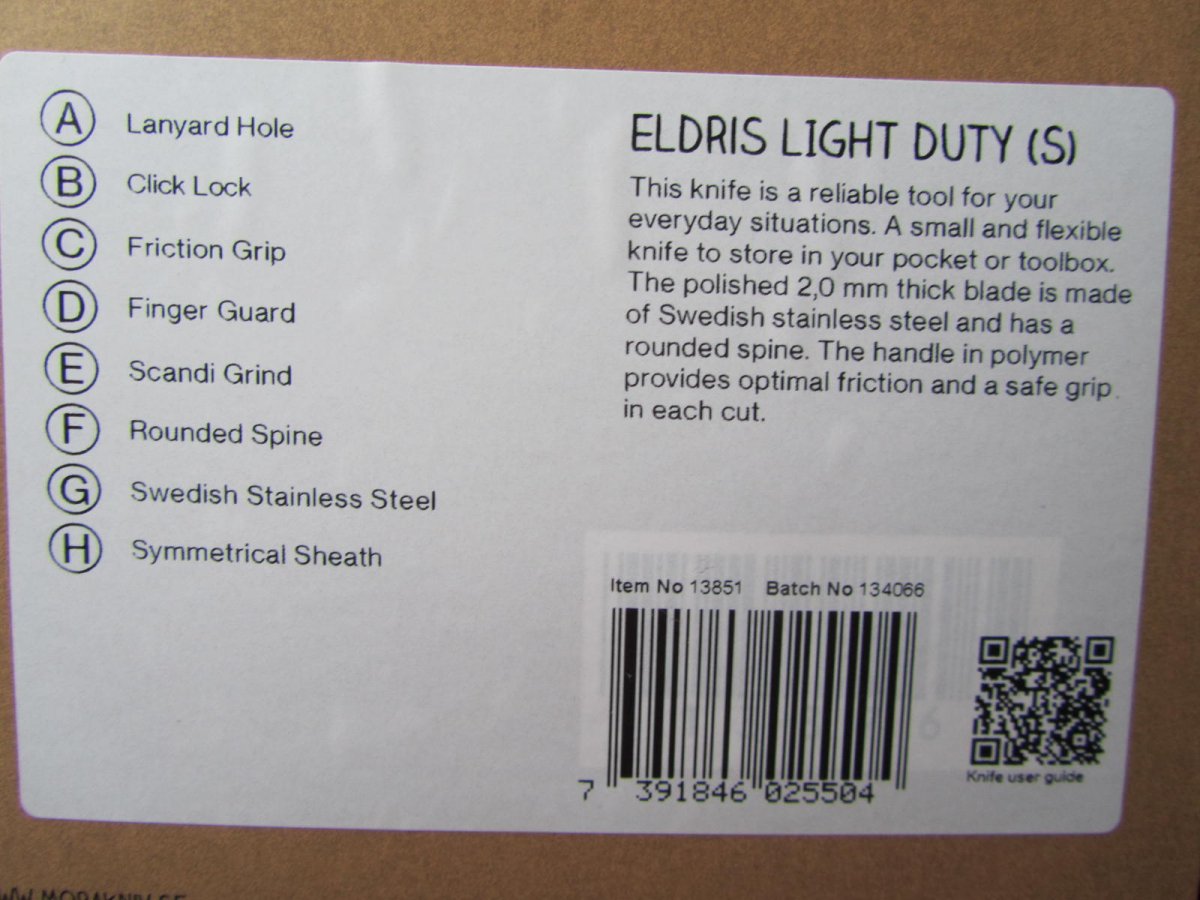 A Lanyard Hole
B Click Lock
C Friction Grip
D Finger Guard
E Scandi Grind
F Rounded Spine
G Swedish Stainless Steel
H Symmetrical Sheath
ELDRIS LIGHT DUTY (S)
This knife is a reliable tool for your
everyday situations. A small and flexible
knife to store in your pocket or toolbox.
The polished 2,0 mm thick blade is made
of Swedish stainless steel and has a
rounded spine. The handle in polymer
provides optimal friction and a safe grip
in each cut.
Item No 13851 Batch No 134066
7 391846 025504
Knife user guide